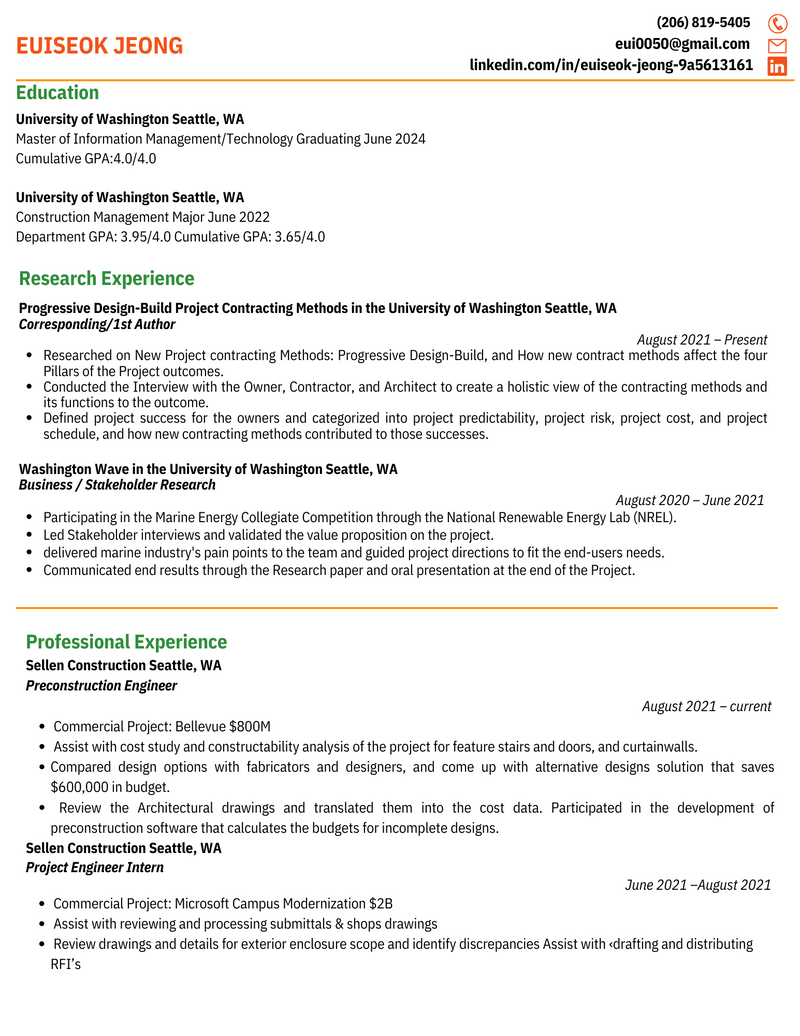 EUISEOK JEONG
(206) 819-5405
eui0050@gmail.com
linkedin.com/in/euiseok-jeong-9a5613161
in
Education
University of Washington Seattle, WA
Master of Information Management/Technology Graduating June 2024
Cumulative GPA:4.0/4.0
University of Washington Seattle, WA
Construction Management Major June 2022
Department GPA: 3.95/4.0 Cumulative GPA: 3.65/4.0
Research Experience
Progressive Design-Build Project Contracting Methods in the University of Washington Seattle, WA
Corresponding/1st Author
August 2021 – Present
• Researched on New Project contracting Methods: Progressive Design-Build, and How new contract methods affect the four
Pillars of the Project outcomes.
• Conducted the Interview with the Owner, Contractor, and Architect to create a holistic view of the contracting methods and
its functions to the outcome.
• Defined project success for the owners and categorized into project predictability, project risk, project cost, and project
schedule, and how new contracting methods contributed to those successes.
Washington Wave in the University of Washington Seattle, WA
Business / Stakeholder Research
August 2020 – June 2021
• Participating in the Marine Energy Collegiate Competition through the National Renewable Energy Lab (NREL).
• Led Stakeholder interviews and validated the value proposition on the project.
• delivered marine industry's pain points to the team and guided project directions to fit the end-users needs.
• Communicated end results through the Research paper and oral presentation at the end of the Project.
Professional Experience
Sellen Construction Seattle, WA
Preconstruction Engineer
August 2021 – current
• Commercial Project: Bellevue $800M
• Assist with cost study and constructability analysis of the project for feature stairs and doors, and curtainwalls.
• Compared design options with fabricators and designers, and come up with alternative designs solution that saves
$600,000 in budget.
• Review the Architectural drawings and translated them into the cost data. Participated in the development of
preconstruction software that calculates the budgets for incomplete designs.
Sellen Construction Seattle, WA
Project Engineer Intern
June 2021 –August 2021
• Commercial Project: Microsoft Campus Modernization $2B
• Assist with reviewing and processing submittals & shops drawings
• Review drawings and details for exterior enclosure scope and identify discrepancies Assist with ‹drafting and distributing
RFI's